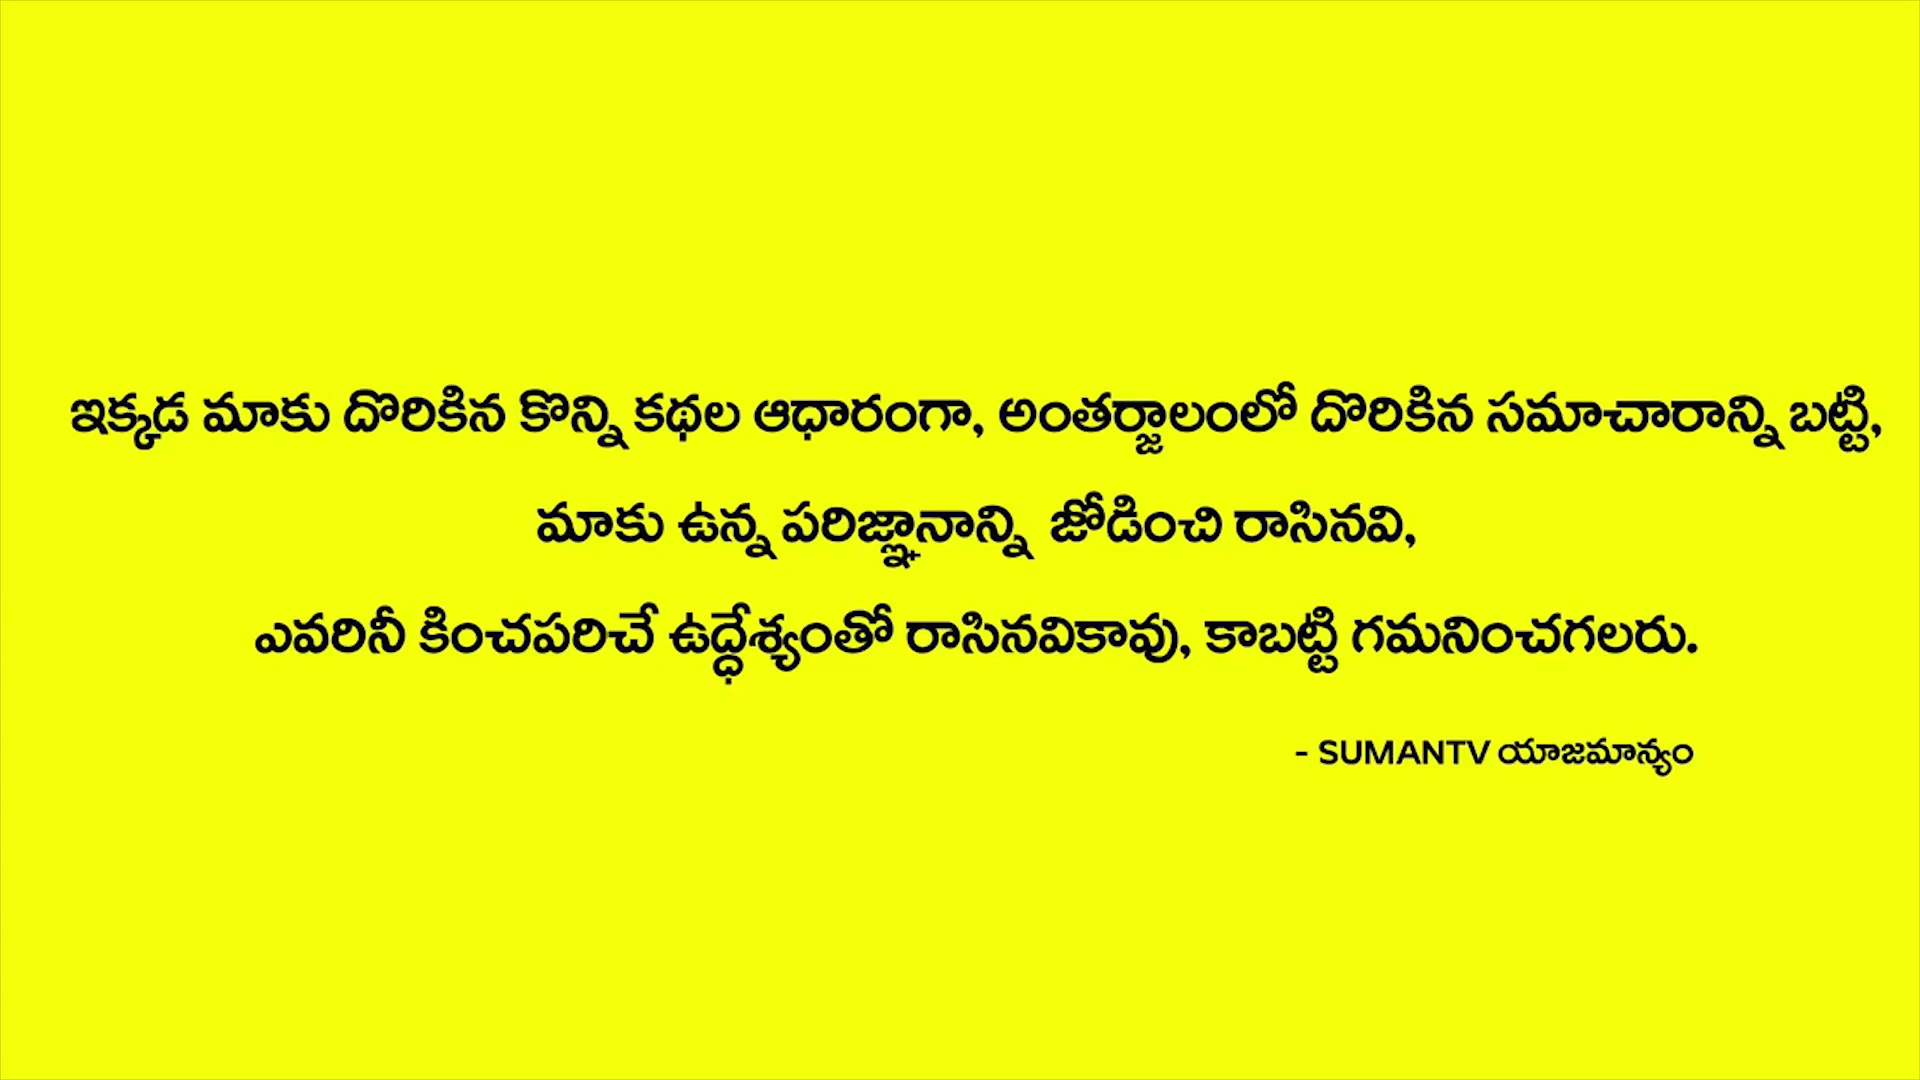 ఇక్కడ మాకు దొరికిన కొన్ని కథల ఆధారంగా, అంతర్జాలంలో దొరికిన సమాచారాన్ని బట్టి,
మాకు ఉన్న పరిజ్ఞానాన్ని జోడించి రాసినవి,
ఎవరినీ కించపరిచే ఉద్ధేశ్యంతో రాసినవికావు, కాబట్టి గమనించగలరు.
- SUMANTV యాజమాన్యం